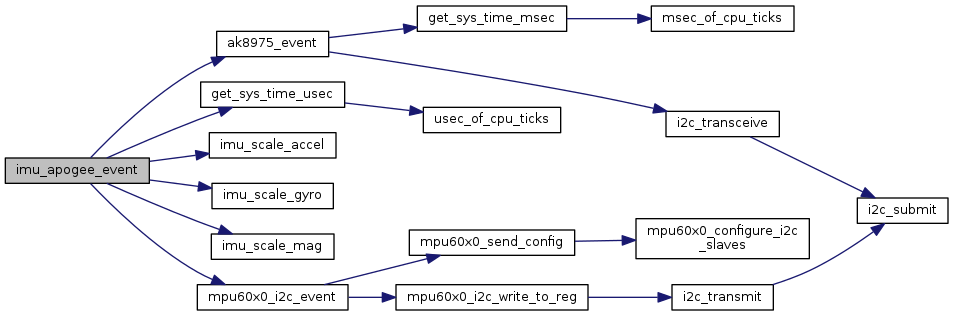 get_sys_time_msec
msec_of_cpu_ticks
ak8975_event
get_sys_time_usec
usec_of_cpu_ticks
i2c_transceive
imu_scale_accel
imu_apogee_event
imu_scale_gyro
i2c_submit
imu_scale_mag
mpu60x0_send_config
mpu60x0_configure_i2c
_slaves
mpu60x0_i2c_event
mpu60x0_i2c_write_to_reg
i2c_transmit